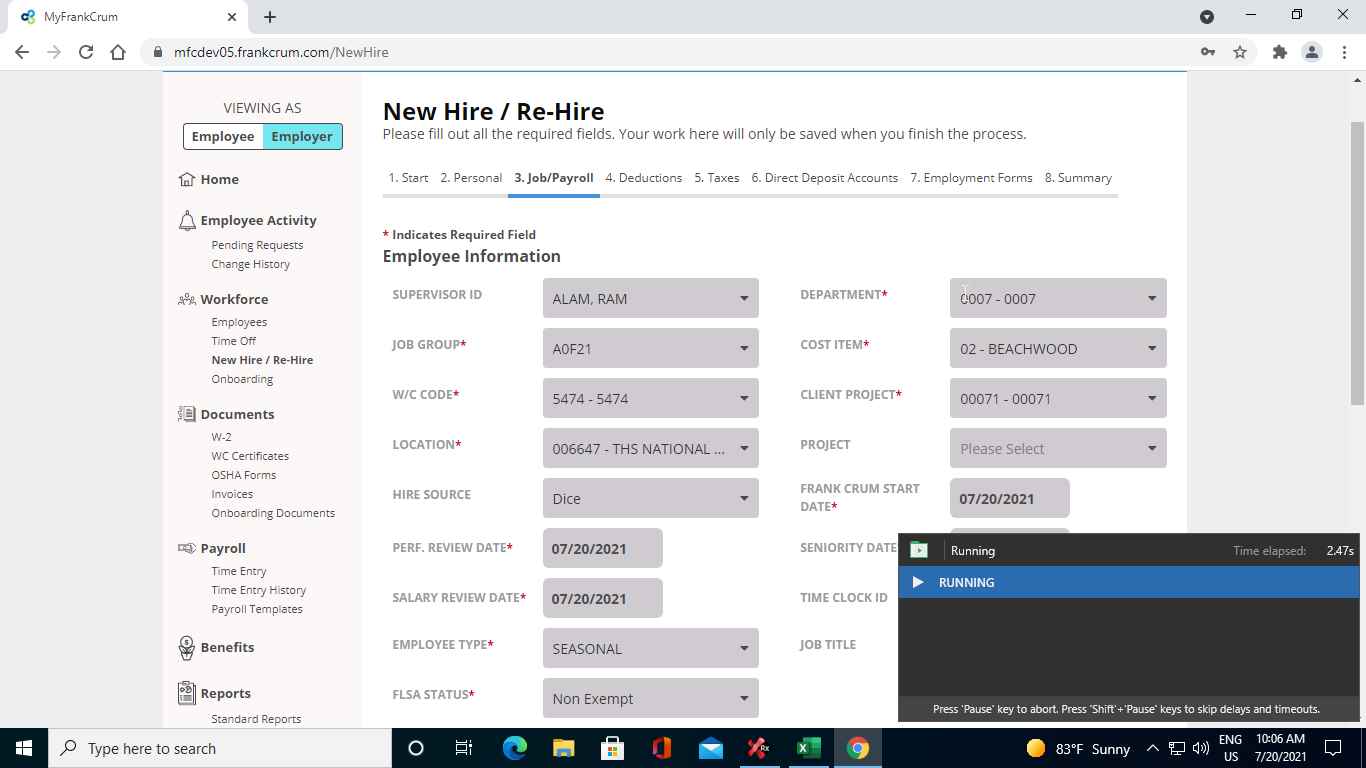 MyFrankCrum
mfcdev05.frankcrum.com/NewHire
VIEWING AS
Employee Employer
Home
Employee Activity
Pending Requests
Change History
Workforce
Employees
Time Off
New Hire / Re-Hire
Onboarding
Documents
W-2
WC Certificates
OSHA Forms
Invoices
Onboarding Documents
Payroll
Time Entry
Time Entry History
Payroll Templates
Benefits
Reports
Standard Reports
New Hire / Re-Hire
Please fill out all the required fields. Your work here will only be saved when you finish the process.
1. Start 2. Personal 3. Job/Payroll 4. Deductions 5. Taxes 6. Direct Deposit Accounts 7. Employment Forms 8. Summary
* Indicates Required Field
Employee Information
SUPERVISOR ID ALAM, RAM DEPARTMENT* 0007 - 0007
JOB GROUP* A0F21 COST ITEM* 02 - BEACHWOOD
W/C CODE* 5474 - 5474 CLIENT PROJECT* 00071 - 00071
LOCATION* 006647 - THS NATIONAL ... PROJECT Please Select
HIRE SOURCE Dice FRANK CRUM START
DATE* 07/20/2021
PERF. REVIEW DATE* 07/20/2021 SENIORITY DATE
SALARY REVIEW DATE* 07/20/2021 TIME CLOCK ID
EMPLOYEE TYPE* SEASONAL JOB TITLE
FLSA STATUS* Non Exempt
Running Time elapsed: 2.47s
RUNNING
Press 'Pause' key to abort. Press 'Shift'+'Pause' keys to skip delays and timeouts.
Type here to search
Rx
83°F Sunny
ENG
US
10:06 AM
7/20/2021